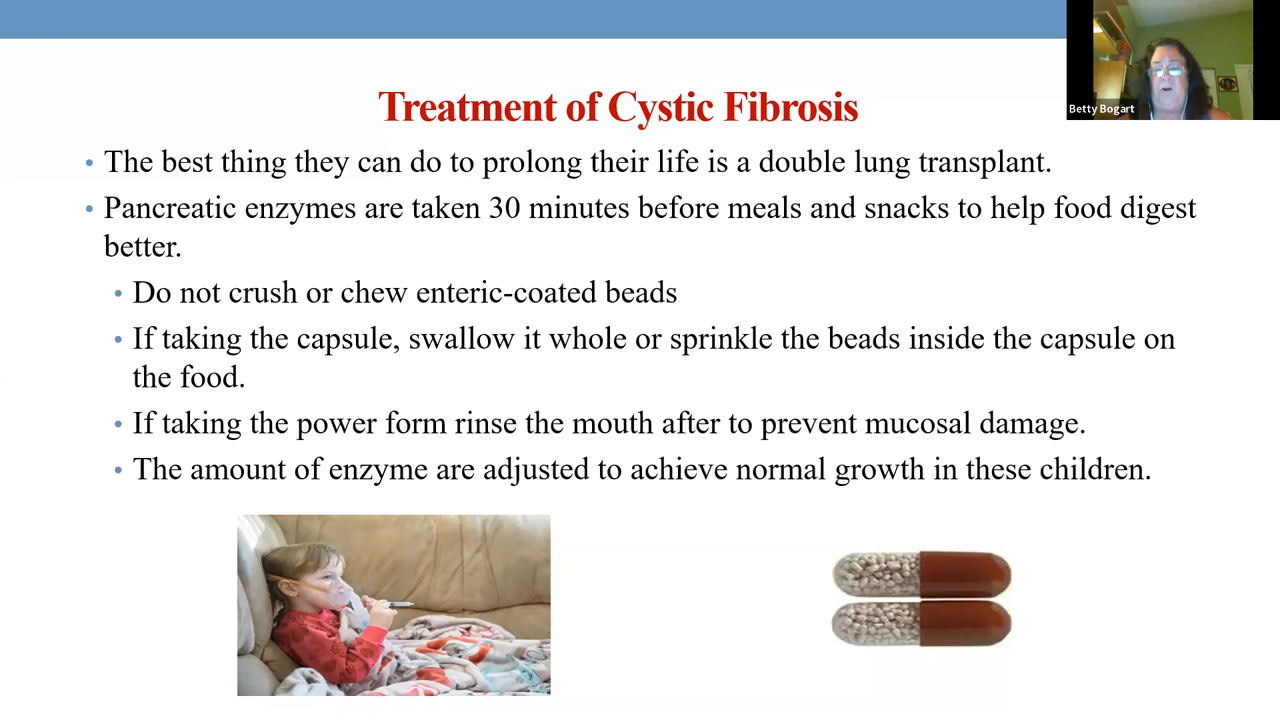 Betty Bogart
Treatment of Cystic Fibrosis
• The best thing they can do to prolong their life is a double lung transplant.
• Pancreatic enzymes are taken 30 minutes before meals and snacks to help food digest
better.
• Do not crush or chew enteric-coated beads
• If taking the capsule, swallow it whole or sprinkle the beads inside the capsule on
the food.
• If taking the power form rinse the mouth after to prevent mucosal damage.
• The amount of enzyme are adjusted to achieve normal growth in these children.